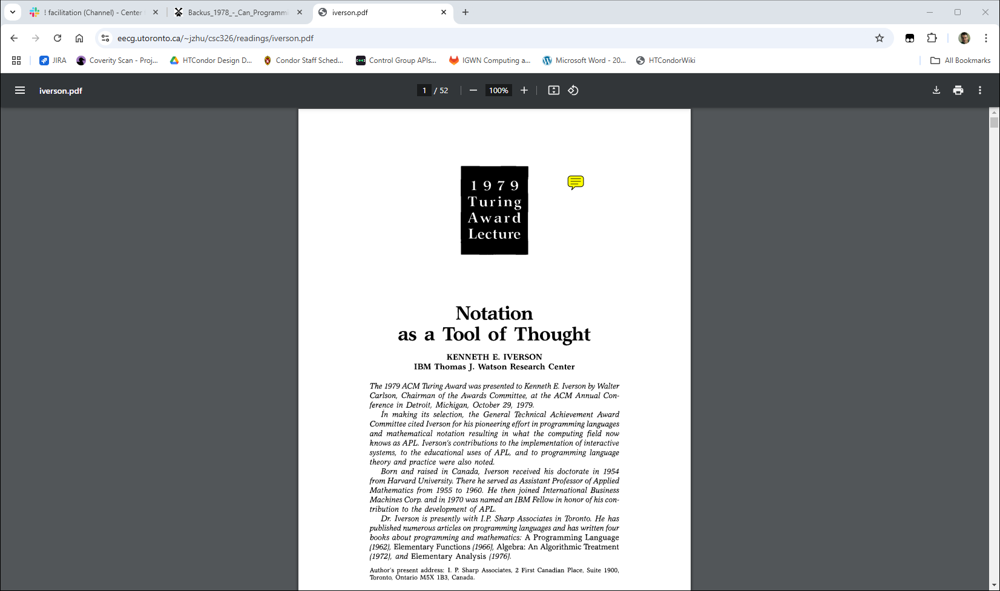 ! facilitation (Channel) - Center
Backus_1978_-_Can_Programmi
iverson.pdf
eecg.utoronto.ca/~jzhu/csc326/readings/iverson.pdf
JIRA
Coverity Scan - Proj...
HTCondor Design D...
Condor Staff Sched...
Control Group APIs...
IGWN Computing a...
Microsoft Word - 20...
HTCondorWiki
All Bookmarks
iverson.pdf
1 / 52
100%
1979
Turing
Award
Lecture
Notation
as a Tool of Thought
KENNETH E. IVERSON
IBM Thomas J. Watson Research Center
The 1979 ACM Turing Award was presented to Kenneth E. Iverson by Walter
Carlson, Chairman of the Awards Committee, at the ACM Annual Con-
ference in Detroit, Michigan, October 29, 1979.
In making its selection, the General Technical Achievement Award
Committee cited Iverson for his pioneering effort in programming languages
and mathematical notation resulting in what the computing field now
knows as APL. Iverson's contributions to the implementation of interactive
systems, to the educational uses of APL, and to programming language
theory and practice were also noted.
Born and raised in Canada, Iverson received his doctorate in 1954
from Harvard University. There he served as Assistant Professor of Applied
Mathematics from 1955 to 1960. He then joined International Business
Machines Corp. and in 1970 was named an IBM Fellow in honor of his con-
tribution to the development of APL.
Dr. Iverson is presently with I.P. Sharp Associates in Toronto. He has
published numerous articles on programming languages and has written four
books about programming and mathematics: A Programming Language
(1962), Elementary Functions (1966), Algebra: An Algorithmic Treatment
(1972), and Elementary Analysis (1976).
Author's present address: I. P. Sharp Associates, 2 First Canadian Place, Suite 1900,
Toronto, Ontario M5X 1B3, Canada.